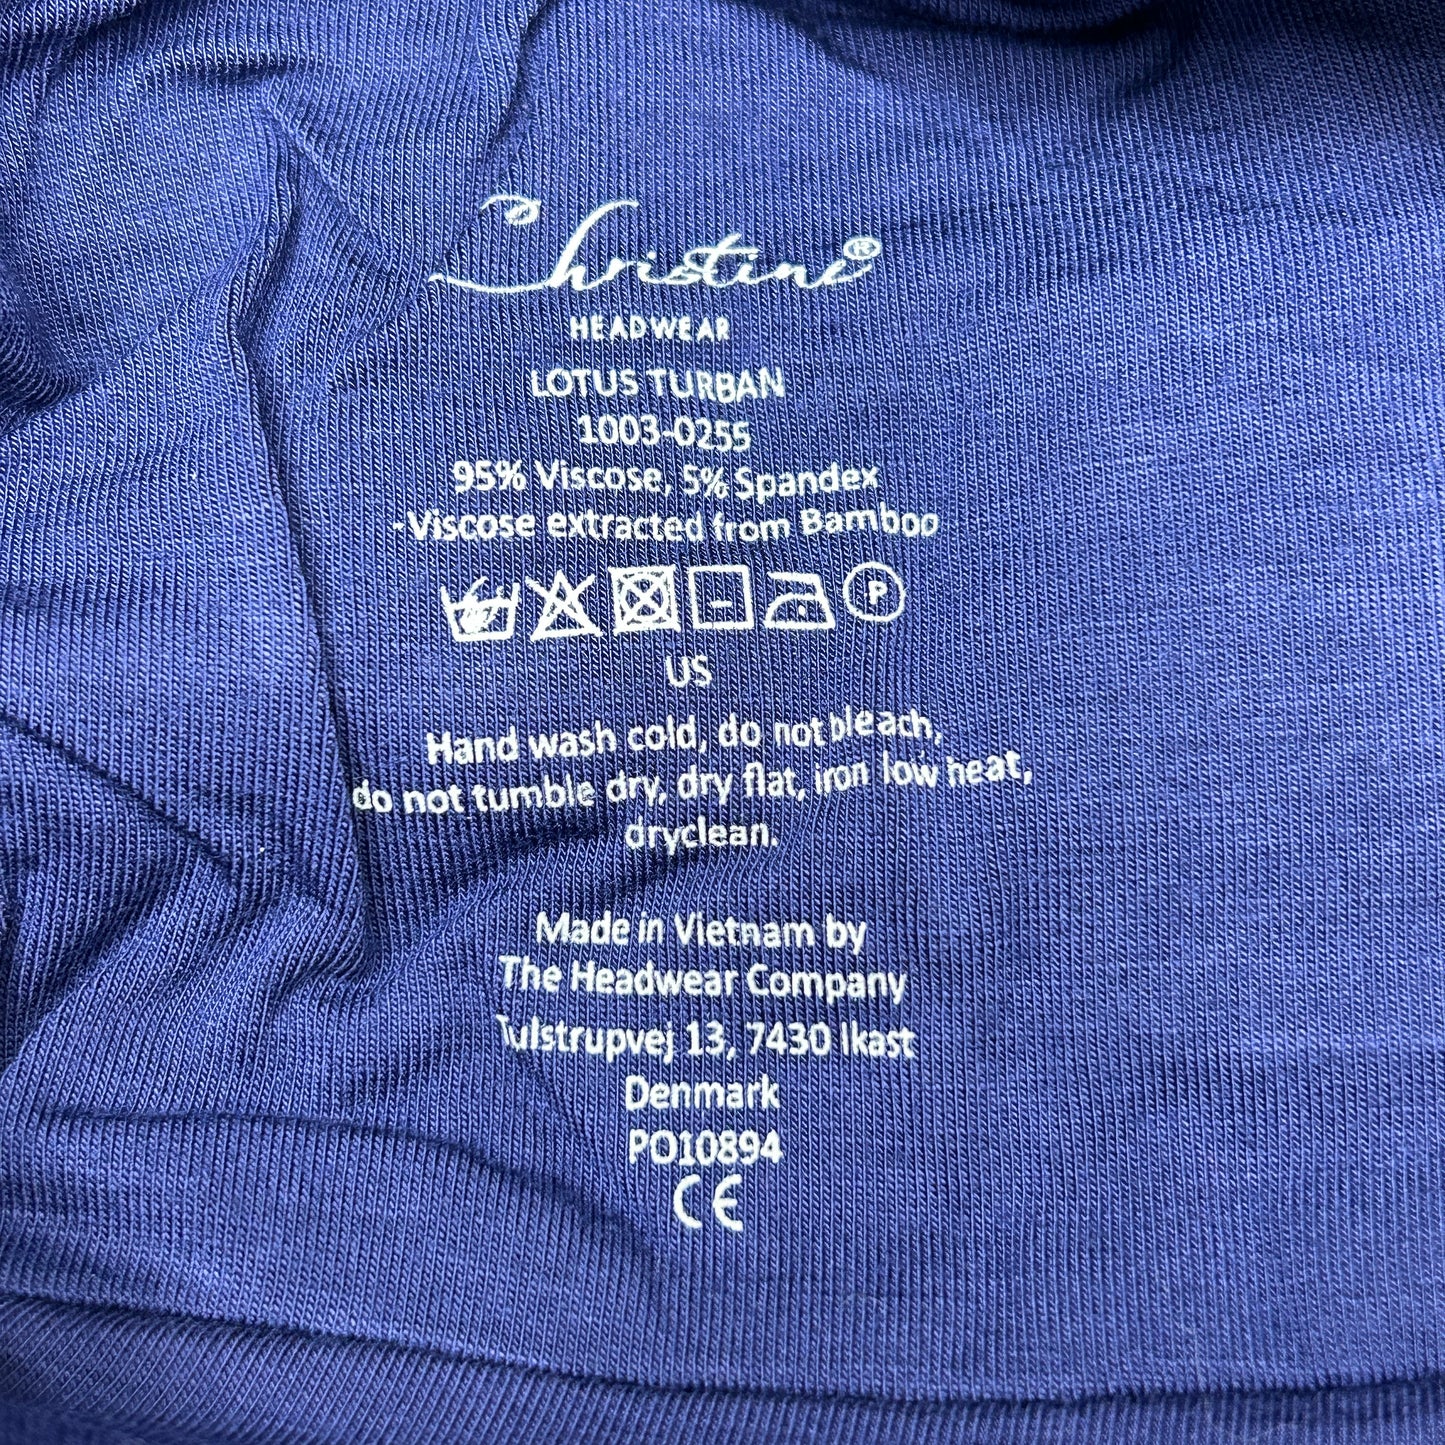 Christine®
HEADWEAR
LOTUS TURBAN
1003-0255
95% Viscose, 5% Spandex
-Viscose extracted from Bamboo
P
US
Hand wash cold, do not bleach,
do not tumble dry, dry flat, iron low heat,
dryclean.
Made in Vietnam by
The Headwear Company
Tulstrupvej 13, 7430 Ikast
Denmark
PO10894
CE